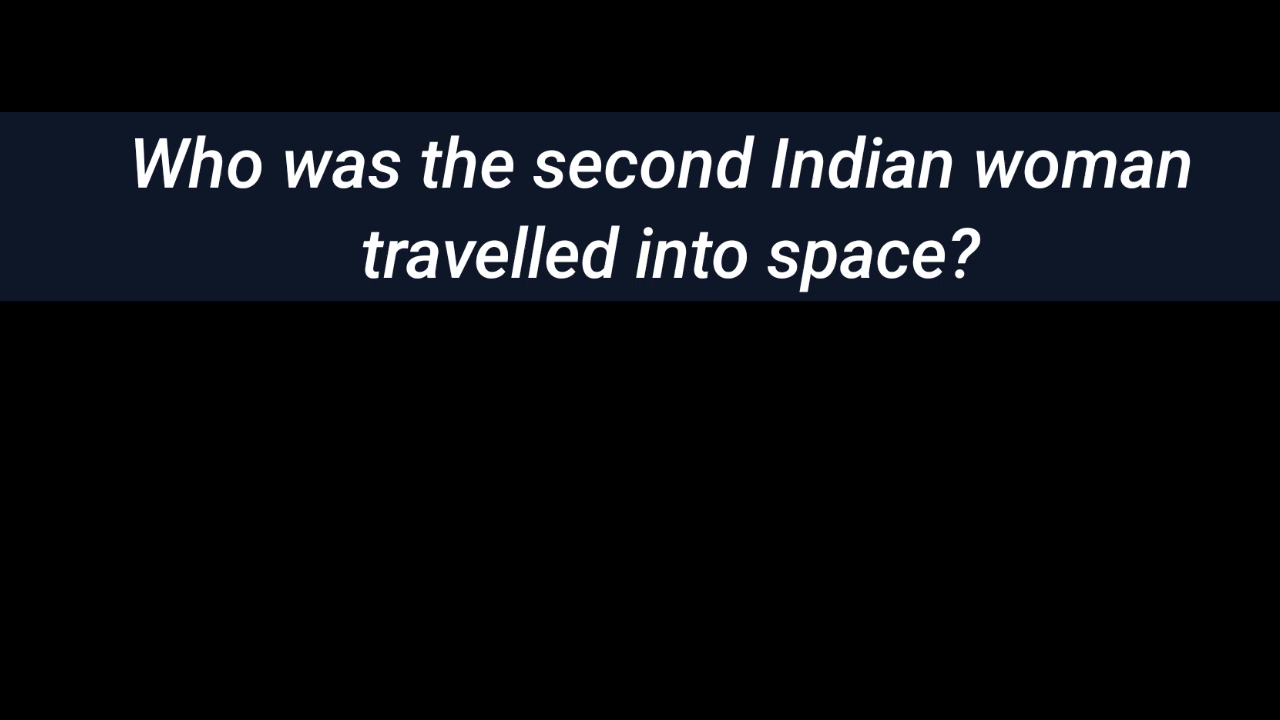 Who was the second Indian woman
travelled into space?